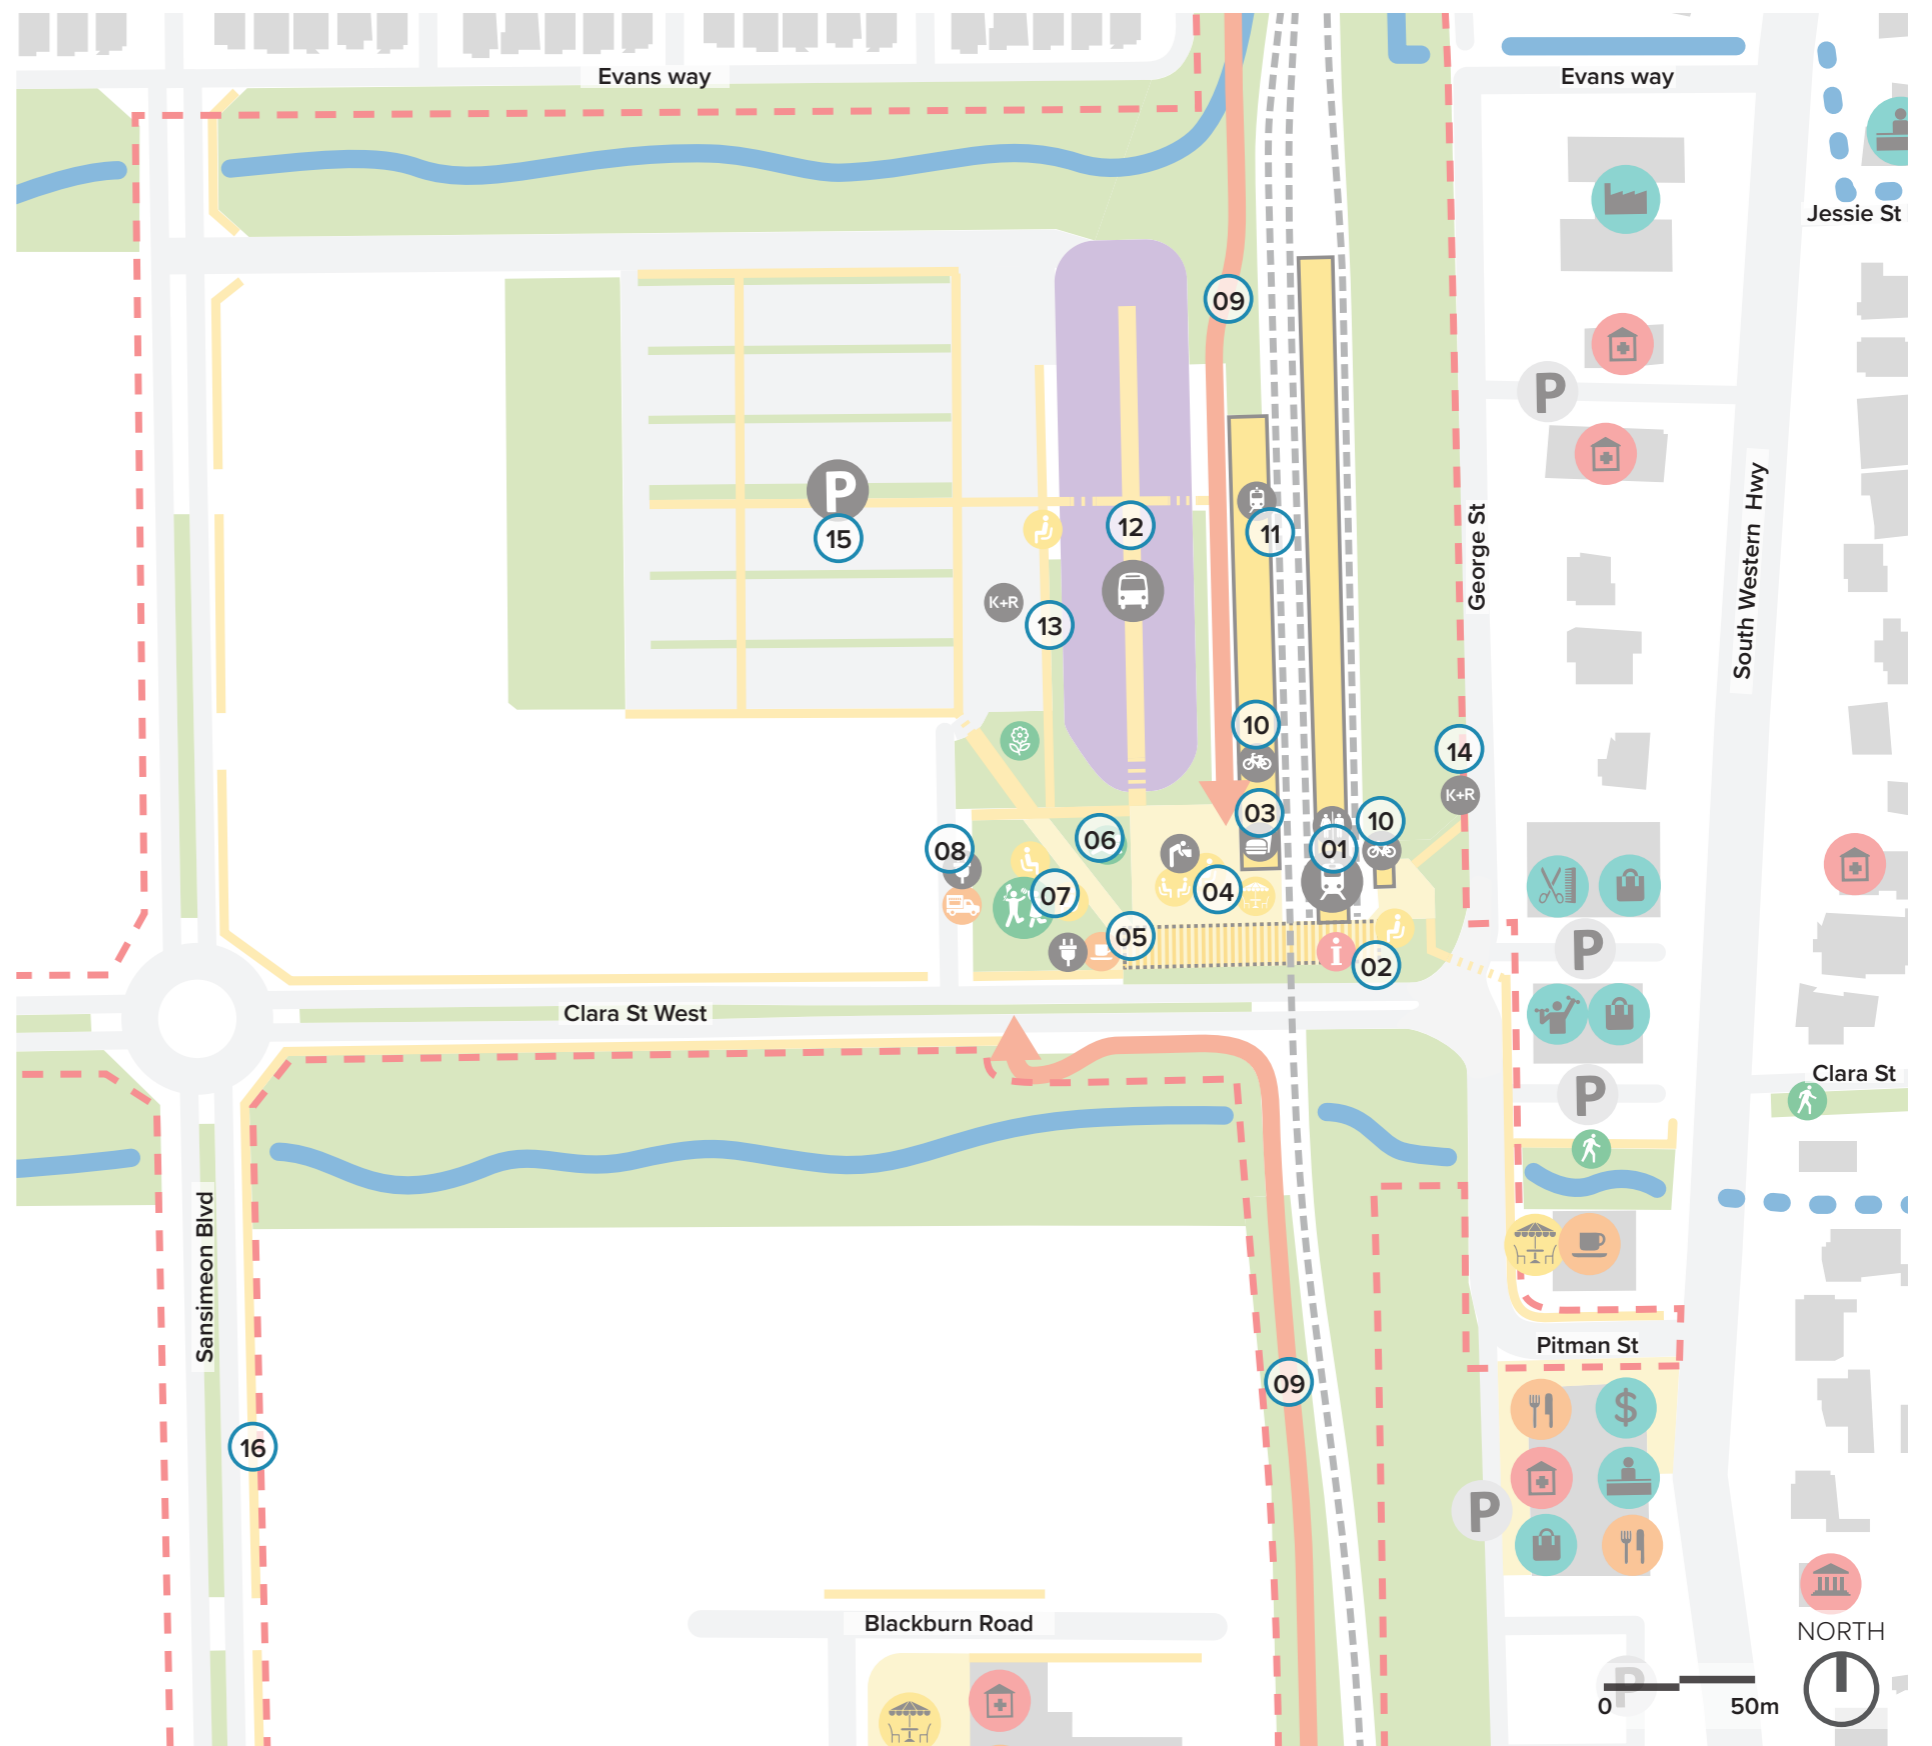 Evans way
Evans way
Jessie St
09
P
George St
South Western Hwy
P
15
12
11
K+R
13
10
14
K+R
03
10
08
06
01
07
04
05
i
02
P
Clara St West
Clara St
P
Sansimeon Blvd
Pitman St
09
$
16
P
Blackburn Road
NORTH
P
0
50m